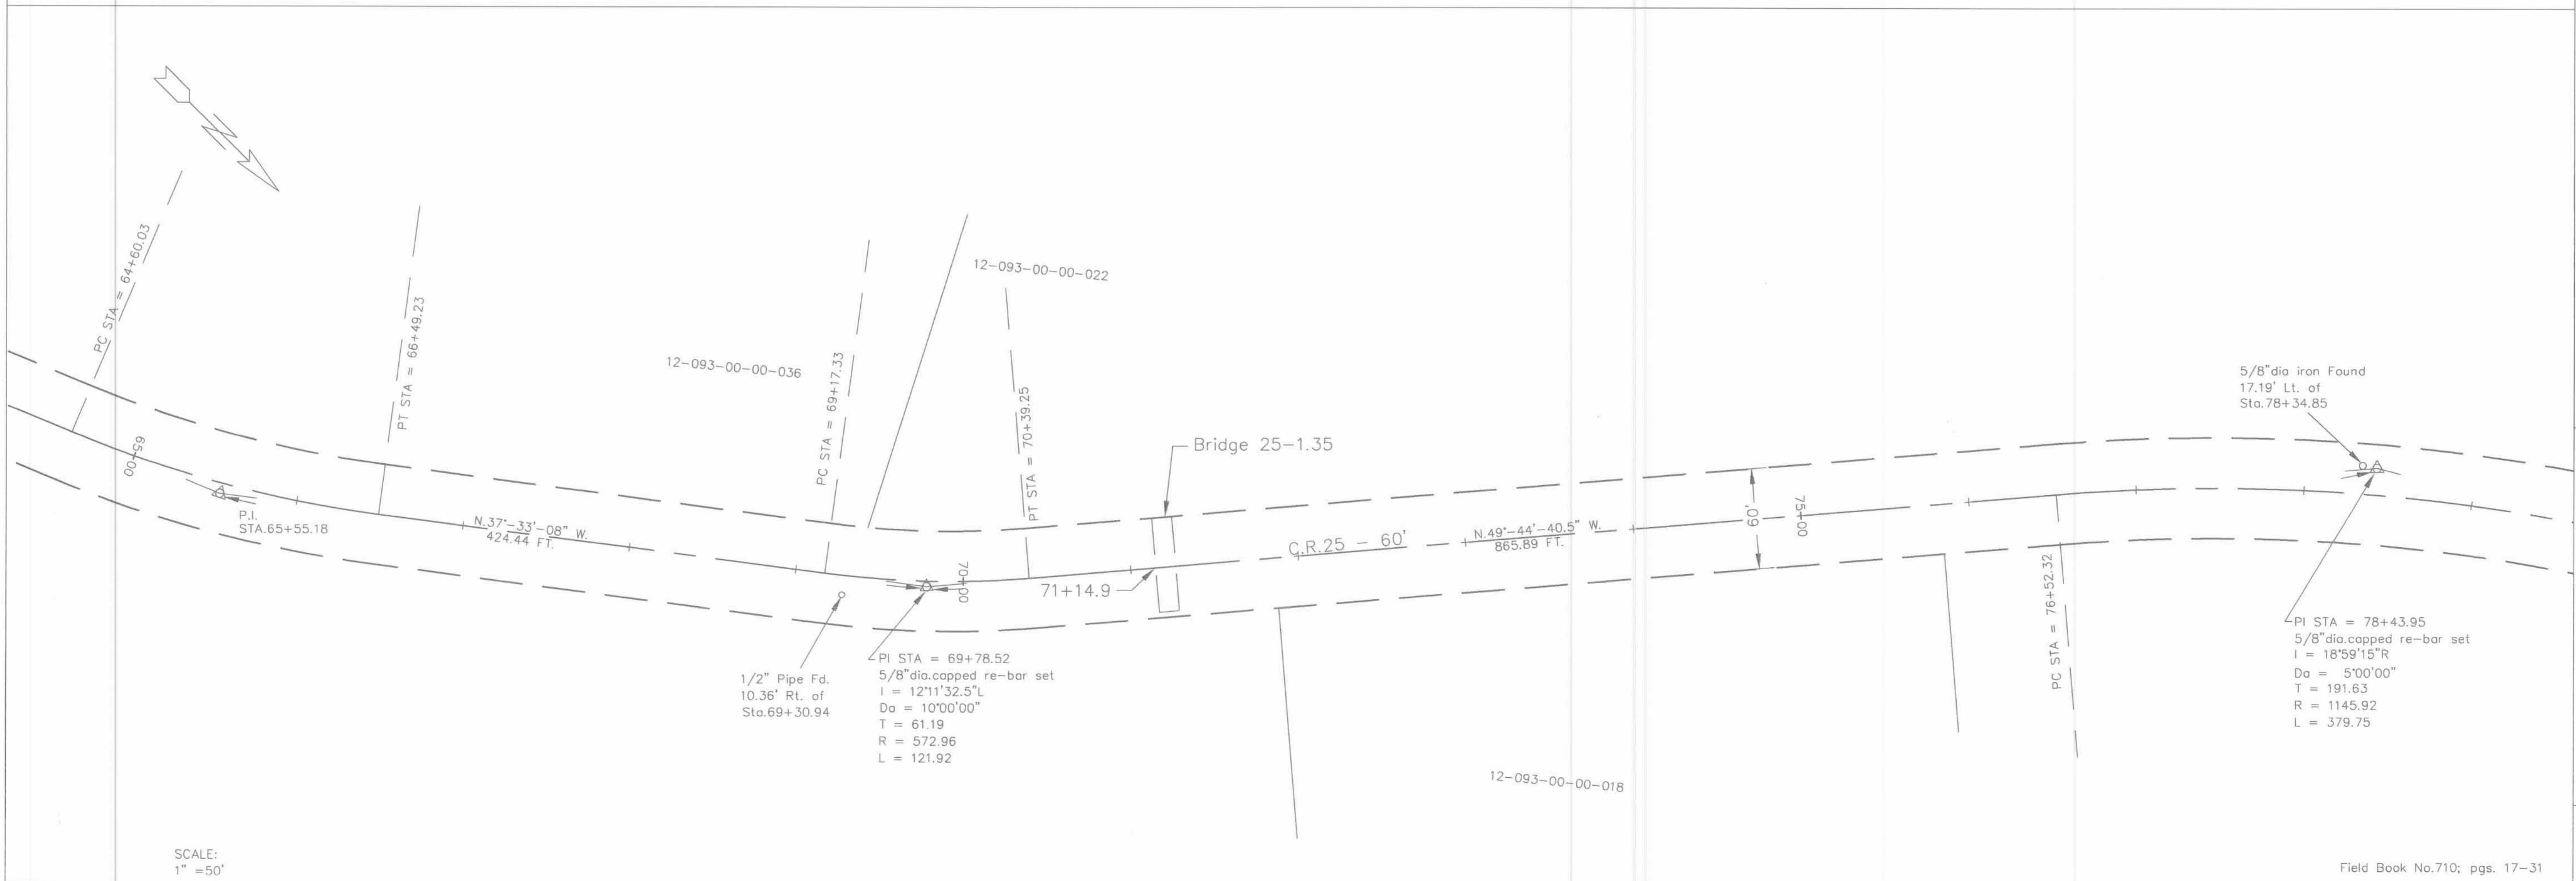 PC STA = 64+60.03
PT STA = 66+49.23
12-093-00-00-036
PC STA = 69+17.33
12-093-00-00-022
PT STA = 70+39.25
Bridge 25-1.35
5/8"dia iron Found
17.19' Lt. of
Sta.78+34.85
65+00
P.I.
STA.65+55.18
N.37°-33'-08" W.
424.44 FT.
70+00
71+14.9
C.R.25 - 60'
N.49°-44'-40.5" W.
865.89 FT.
60'
75+00
PC STA = 76+52.32
1/2" Pipe Fd.
10.36' Rt. of
Sta.69+30.94
PI STA = 69+78.52
5/8"dia.capped re-bar set
I = 12°11'32.5"L
Da = 10°00'00"
T = 61.19
R = 572.96
L = 121.92
PI STA = 78+43.95
5/8"dia.capped re-bar set
I = 18°59'15"R
Da = 5°00'00"
T = 191.63
R = 1145.92
L = 379.75
12-093-00-00-018
SCALE:
1" =50'
Field Book No.710; pgs. 17-31